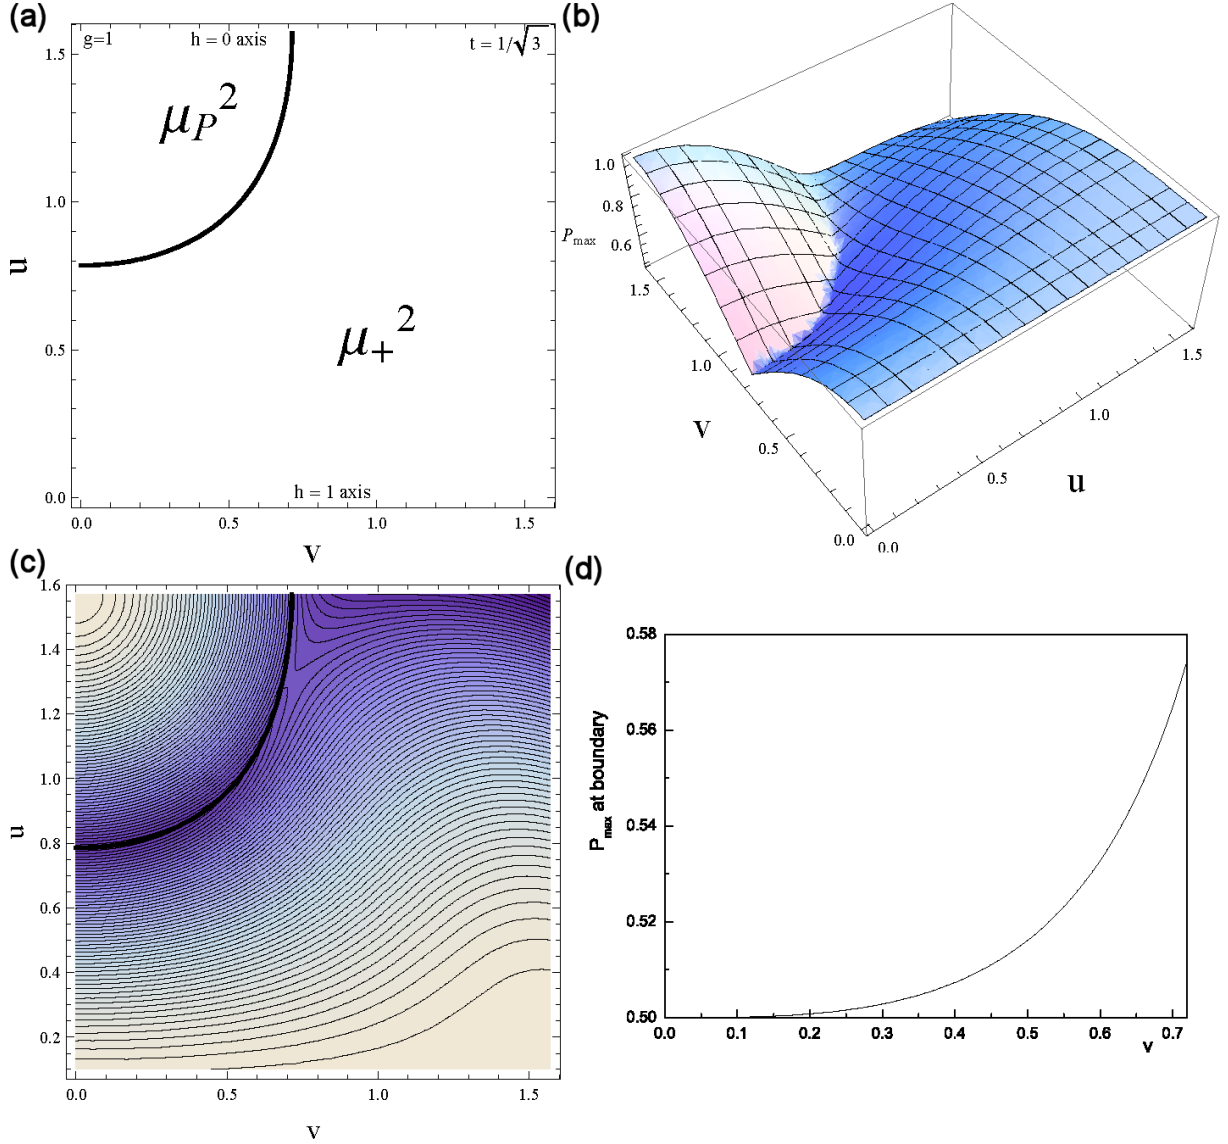 (a)
g=1 h = 0 axis t = 1/√3
1.5
1.0
0.5
0.0
u
μP²
μ+²
h = 1 axis
0.0 0.5 1.0 1.5
v
(b)
1.0
0.8
Pmax
0.6
1.5
1.0
0.5
0.0
v
0.0
0.5
1.0
1.5
u
(c)
1.6
1.4
1.2
1.0
0.8
0.6
0.4
0.2
u
0.0 0.5 1.0 1.5
v
(d)
0.58
0.56
0.54
0.52
0.50
Pmax at boundary
0.0 0.1 0.2 0.3 0.4 0.5 0.6 0.7
v